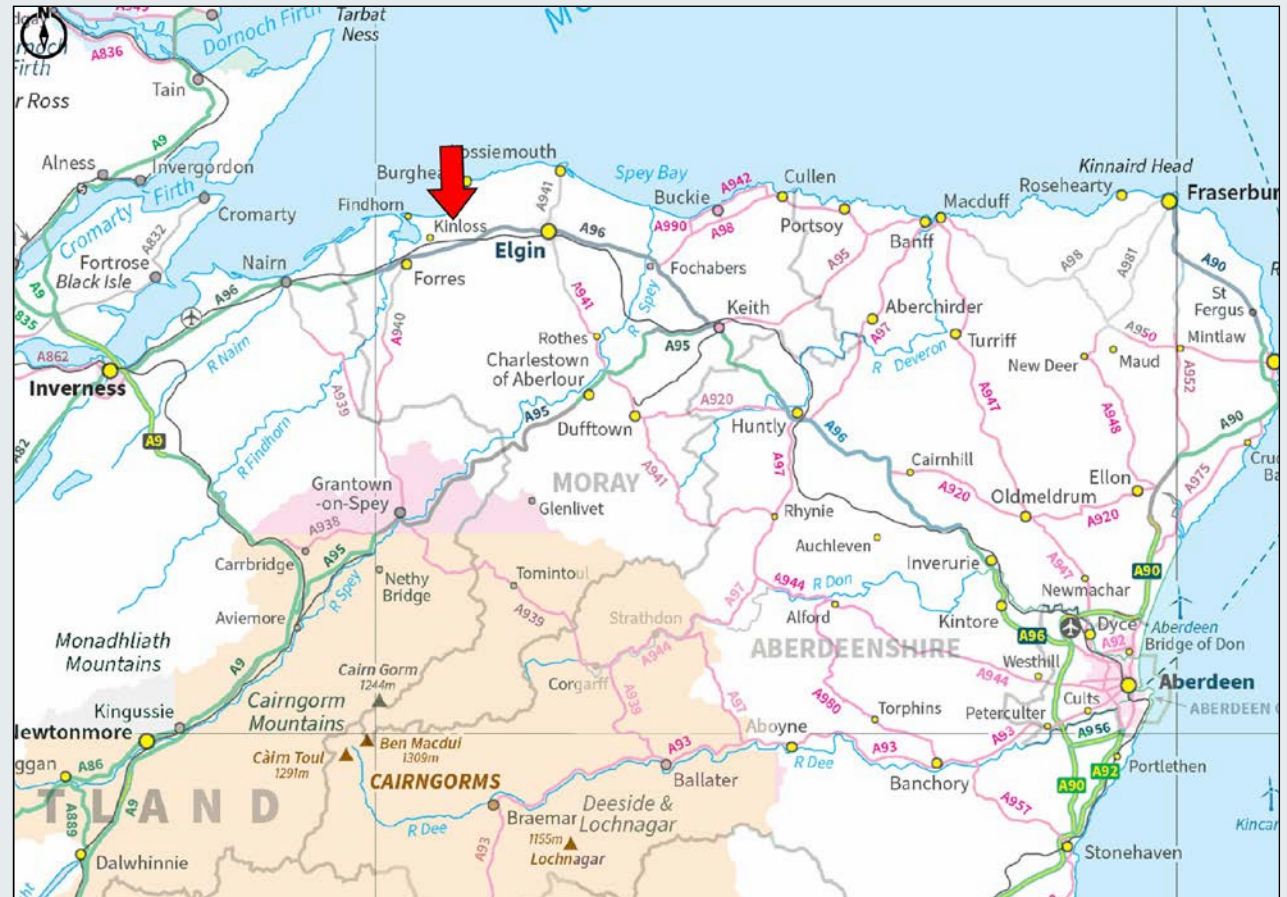 N
A836
Dornoch Firth
Tarbat
Ness
Firth
r Ross
Tain
A9
Alness
Invergordon
Firth
Cromarty
Cromarty
A832
Fortrose
Black Isle
A9
A835
Nairn
A96
A862
Inverness
A82
R Nairn
A9
R Findhorn
A939
A940
Findhorn
Kinloss
Forres
Elgin
A941
A96
Spey Bay
Buckie
A942
A990
A98
Cullen
Portsoy
Macduff
Banff
Rosehearty
Kinnaird Head
A98
A981
A90
St
Fergus
Fochabers
R Spey
A941
Rothes
Keith
A95
Charlestown
of Aberlour
A95
A95
Aberchirder
A97
R Deveron
Turriff
New Deer
Maud
A950
Mintlaw
A952
A947
A948
A90
A975
Dufftown
A920
Huntly
A96
A941
A97
MORAY
Glenlivet
Cairnhill
A920
Oldmeldrum
Ellon
A920
Grantown
-on-Spey
A938
Carrbridge
A95
R Spey
Nethy
Bridge
Tomintoul
A939
Rhynie
Auchleven
Inverurie
A947
Newmachar
A90
Aviemore
Strathdon
A944
A97
A944
R Don
Alford
Kintore
A96
Dyce
A92
Aberdeen
Bridge of Don
Monadhliath
Mountains
A9
Cairn Gorm
1244m
Cairngorm
Mountains
Corgarff
A939
A97
ABERDEENSHIRE
A944
Westhill
Aberdeen
Cults
Kingussie
A980
Torphins
Peterculter
A93
A956
ABERDEEN
Ben Macdui
1309m
Càirn Toul
1291m
CAIRNGORMS
A93
Aboyne
A93
R Dee
Ballater
Banchory
A957
A90
A92
Portlethen
A86
TLAND
A9
A889
Dalwhinnie
R Dee
Braemar
A93
Deeside &
Lochnagar
1155m
Lochnagar
Stonehaven